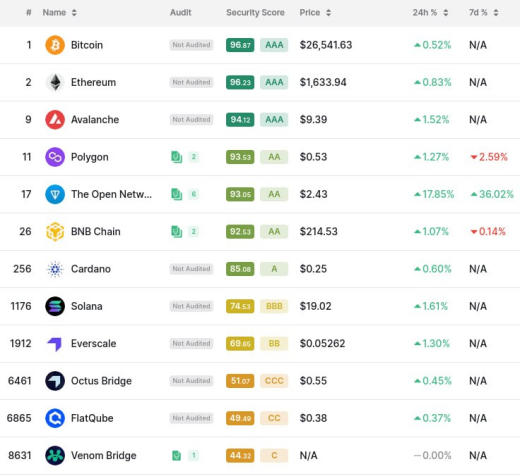 # Name Audit Security Score Price 24h % 7d %
1 Bitcoin Not Audited 96.87 AAA $26,541.63 0.52% N/A
2 Ethereum Not Audited 96.23 AAA $1,633.94 0.83% N/A
9 Avalanche Not Audited 94.12 AAA $9.39 1.52% N/A
11 Polygon 2 93.53 AA $0.53 1.27% 2.59%
17 The Open Netw... 6 93.05 AA $2.43 17.85% 36.02%
26 BNB Chain 2 92.53 AA $214.53 1.07% 0.14%
256 Cardano Not Audited 85.08 A $0.25 0.60% N/A
1176 Solana Not Audited 74.53 BBB $19.02 1.61% N/A
1912 Everscale Not Audited 69.65 BB $0.05262 1.30% N/A
6461 Octus Bridge Not Audited 51.07 CCC $0.55 0.45% N/A
6865 FlatQube Not Audited 49.49 CC $0.38 0.37% N/A
8631 Venom Bridge 1 44.32 C N/A —0.00% N/A